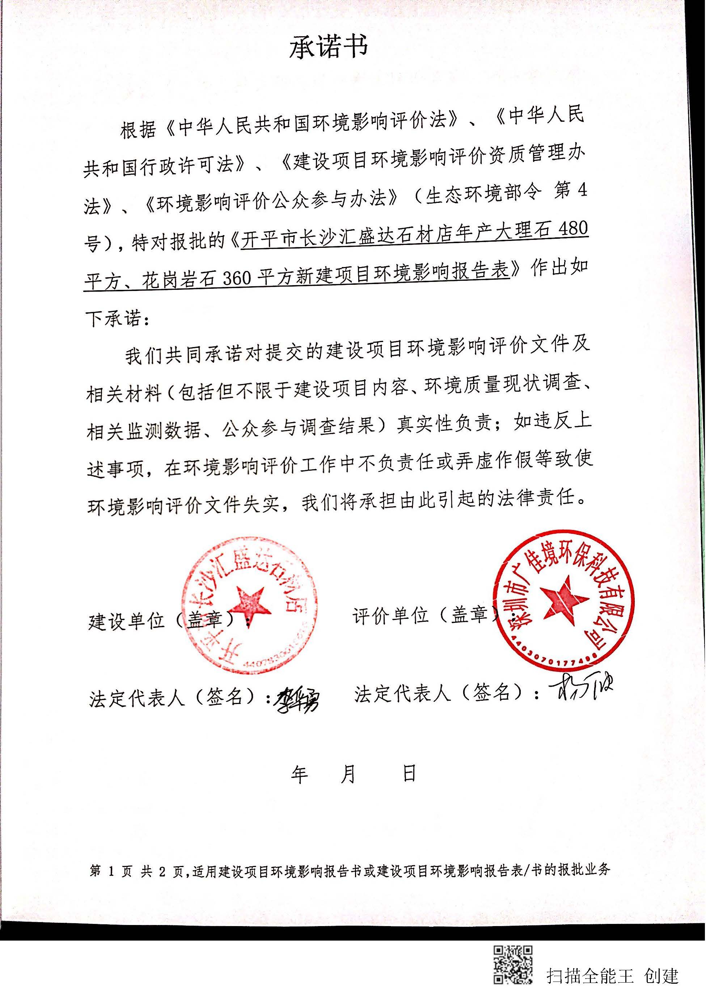 承诺书
根据《中华人民共和国环境影响评价法》、《中华人民
共和国行政许可法》、《建设项目环境影响评价资质管理办
法》、《环境影响评价公众参与办法》（生态环境部令 第4
号），特对报批的《开平市长沙汇盛达石材店年产大理石480
平方、花岗岩石360平方新建项目环境影响报告表》作出如
下承诺：
我们共同承诺对提交的建设项目环境影响评价文件及
相关材料（包括但不限于建设项目内容、环境质量现状调查、
相关监测数据、公众参与调查结果）真实性负责；如违反上
述事项，在环境影响评价工作中不负责任或弄虚作假等致使
环境影响评价文件失实，我们将承担由此引起的法律责任。
开平市长沙汇盛达石材店
深圳市广佳境环保科技有限公司
4403070177496
建设单位（盖章）： 评价单位（盖章）：
法定代表人（签名）：李华勇 法定代表人（签名）：
年 月 日
第 1 页 共 2 页,适用建设项目环境影响报告书或建设项目环境影响报告表/书的报批业务
扫描全能王 创建